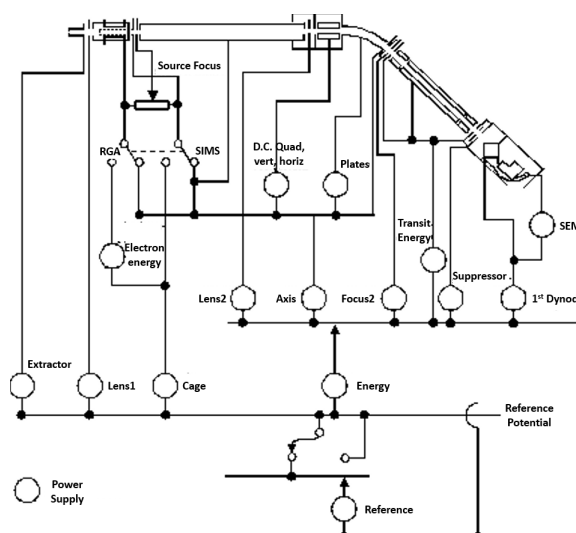 Source Focus
RGA
SIMS
D.C. Quad,
vert, horiz
Plates
Electron
energy
Transit
Energy
SEM
Lens2
Axis
Focus2
Suppressor
1st Dynod
Extractor
Lens1
Cage
Energy
Reference
Potential
Power
Supply
Reference